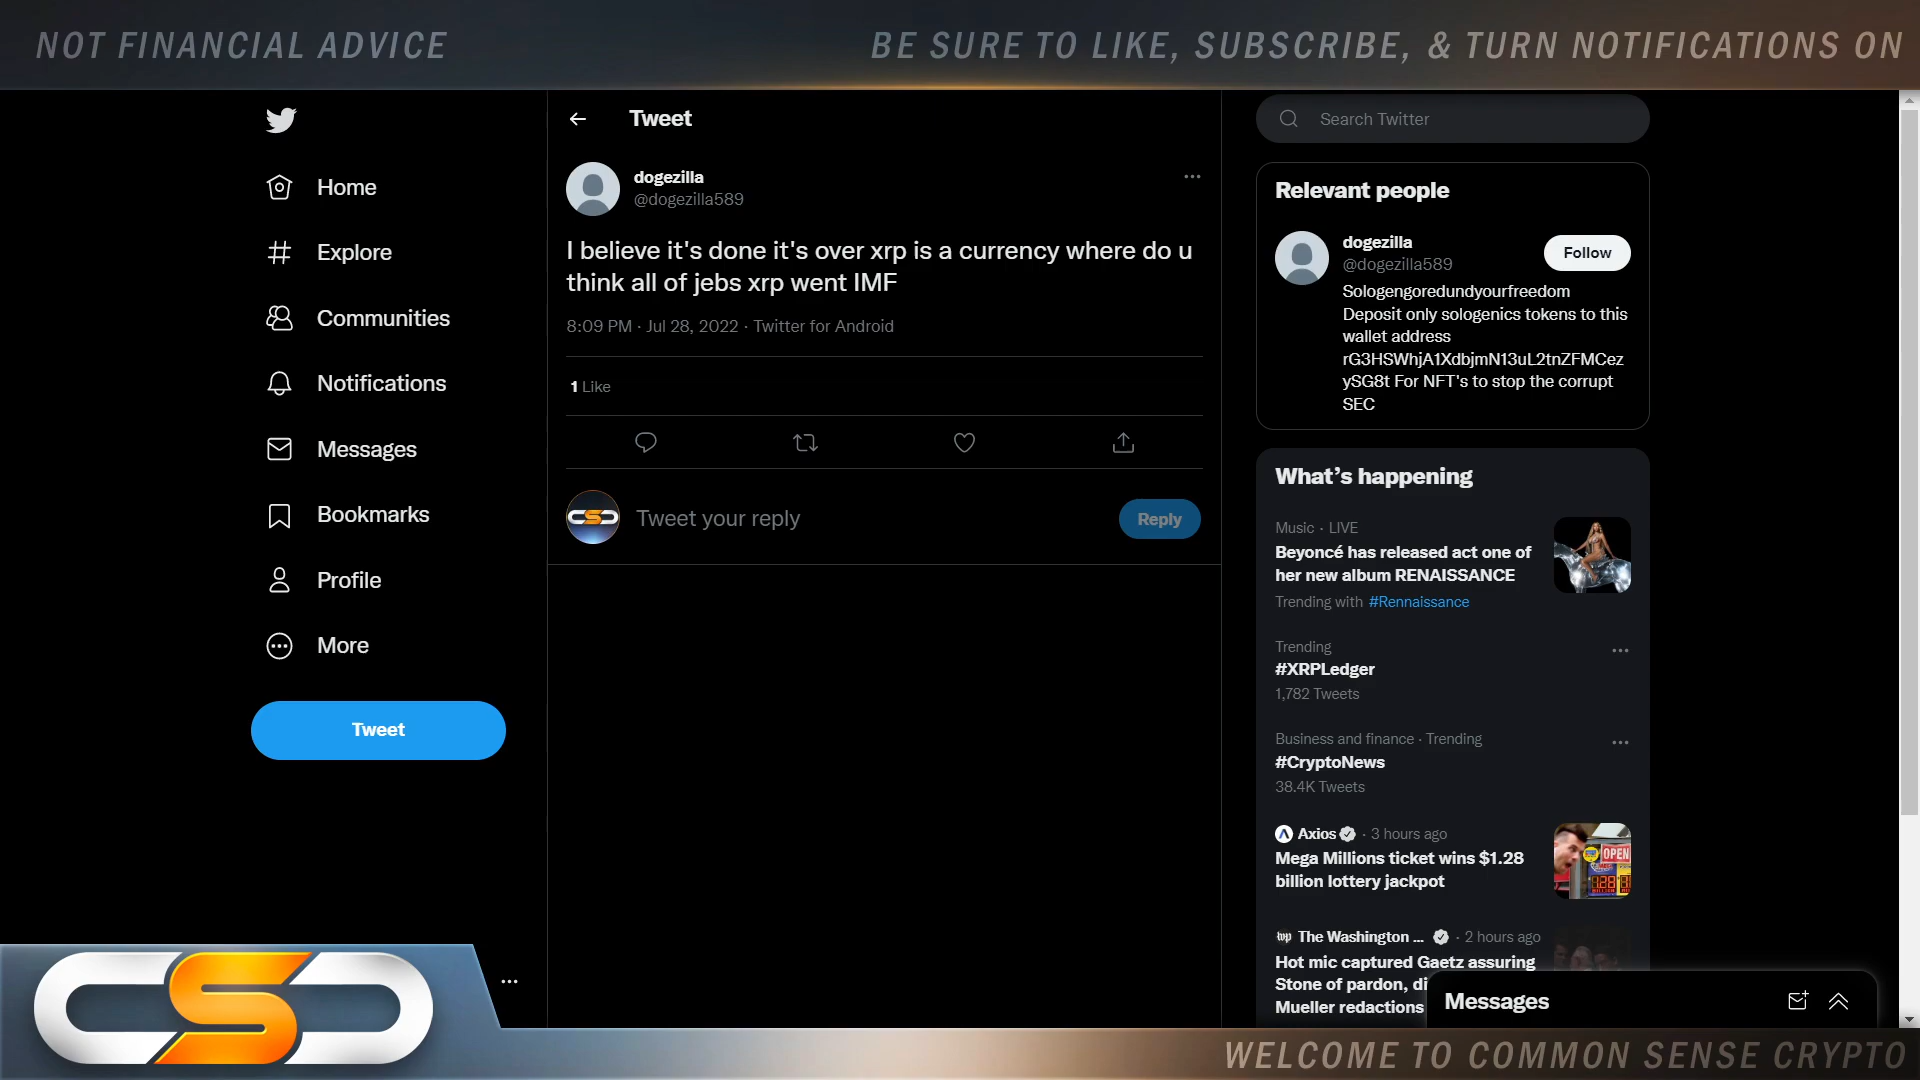 NOT FINANCIAL ADVICE
BE SURE TO LIKE, SUBSCRIBE, & TURN NOTIFICATIONS ON
Home
Explore
Communities
Notifications
Messages
Bookmarks
Profile
More
Tweet
Tweet
dogezilla
@dogezilla589
I believe it's done it's over xrp is a currency where do u
think all of jebs xrp went IMF
8:09 PM · Jul 28, 2022 · Twitter for Android
1 Like
CSC
Tweet your reply
Reply
Search Twitter
Relevant people
dogezilla
@dogezilla589
Follow
Sologengoredundyourfreedom
Deposit only sologenics tokens to this
wallet address
rG3HSWhjA1XdbjmN13uL2tnZFMCez
ySG8t For NFT's to stop the corrupt
SEC
What's happening
Music · LIVE
Beyoncé has released act one of
her new album RENAISSANCE
Trending with #Rennaissance
Trending
#XRPLedger
1,782 Tweets
Business and finance · Trending
#CryptoNews
38.4K Tweets
Axios · 3 hours ago
Mega Millions ticket wins $1.28
billion lottery jackpot
OPEN
1.28
wp The Washington ... · 2 hours ago
Hot mic captured Gaetz assuring
Stone of pardon, di
Mueller redactions
Messages
CSC
WELCOME TO COMMON SENSE CRYPTO